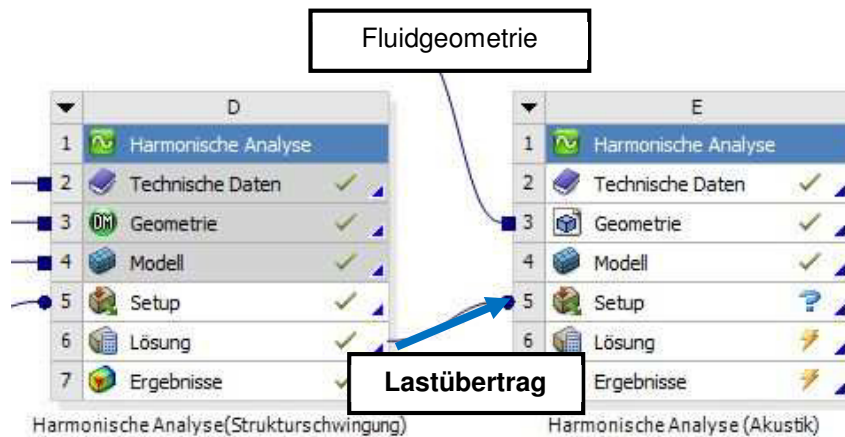 Fluidgeometrie
D
1 Harmonische Analyse
2 Technische Daten
3 Geometrie
4 Modell
5 Setup
6 Lösung
7 Ergebnisse
Harmonische Analyse(Strukturschwingung)
Lastübertrag
E
1 Harmonische Analyse
2 Technische Daten
3 Geometrie
4 Modell
5 Setup
6 Lösung
Ergebnisse
Harmonische Analyse (Akustik)